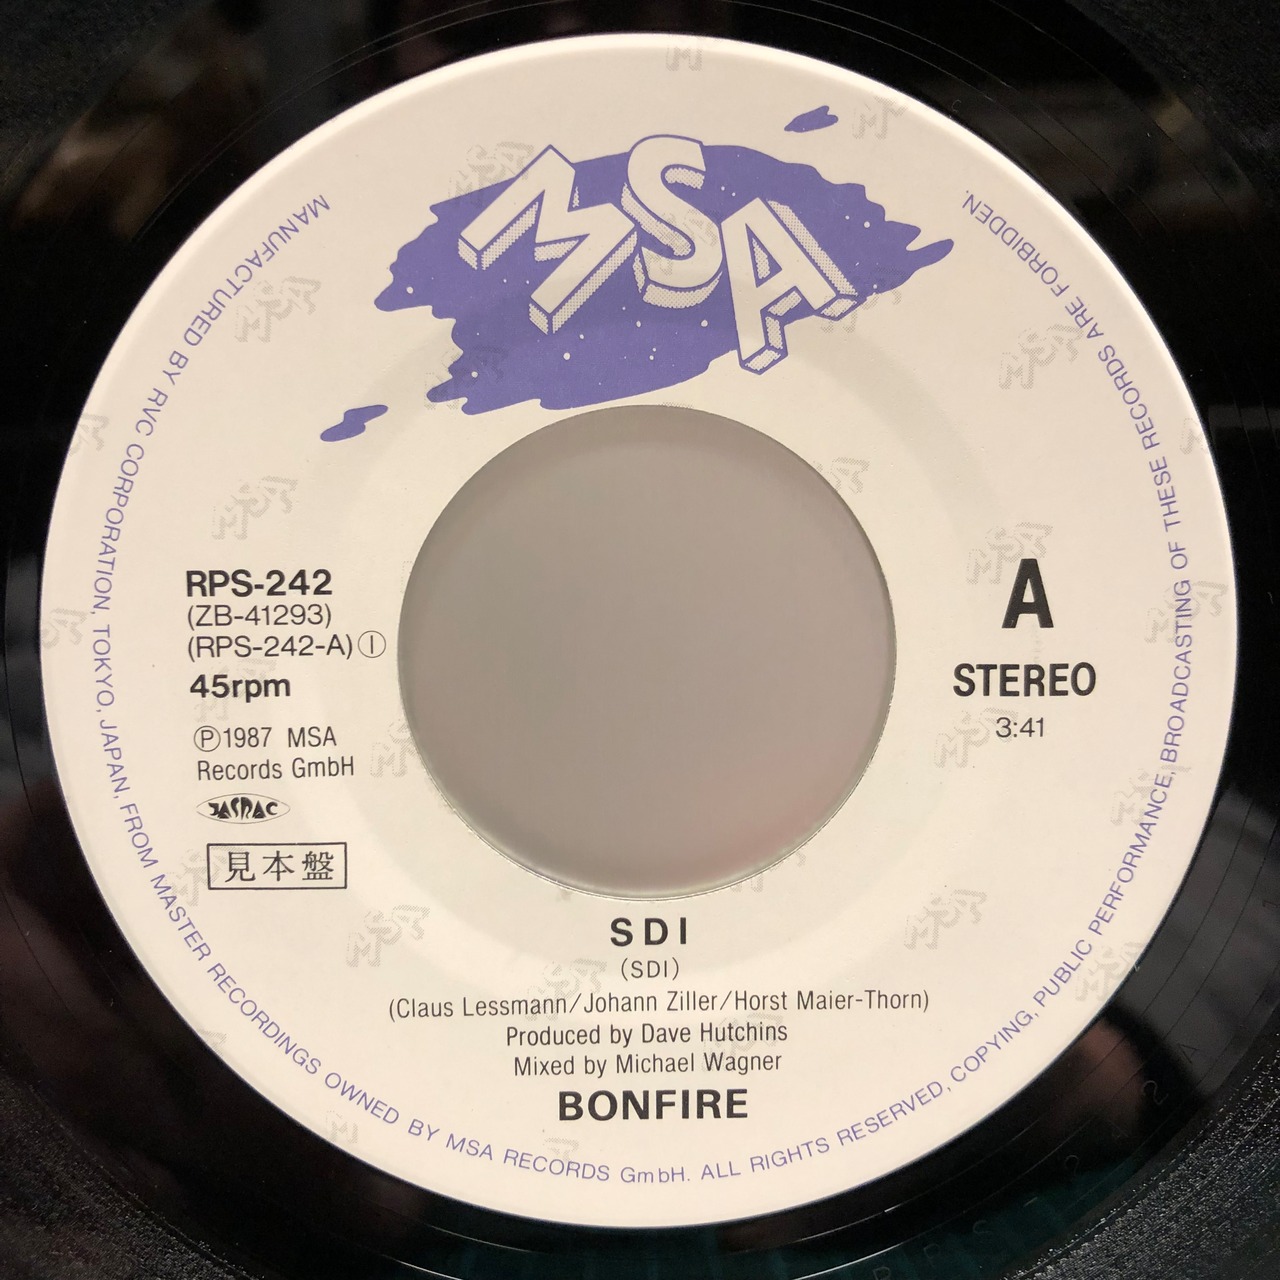 MSA
RPS-242
(ZB-41293)
(RPS-242-A) Ⓘ
45rpm
Ⓟ1987 MSA
Records GmbH
JASRAC
見本盤
A
STEREO
3:41
SDI
(SDI)
(Claus Lessmann/Johann Ziller/Horst Maier-Thorn)
Produced by Dave Hutchins
Mixed by Michael Wagner
BONFIRE
MANUFACTURED BY RVC CORPORATION, TOKYO, JAPAN, FROM MASTER RECORDINGS OWNED BY MSA RECORDS GmbH. ALL RIGHTS RESERVED, COPYING, PUBLIC PERFORMANCE, BROADCASTING OF THESE RECORDS ARE FORBIDDEN.